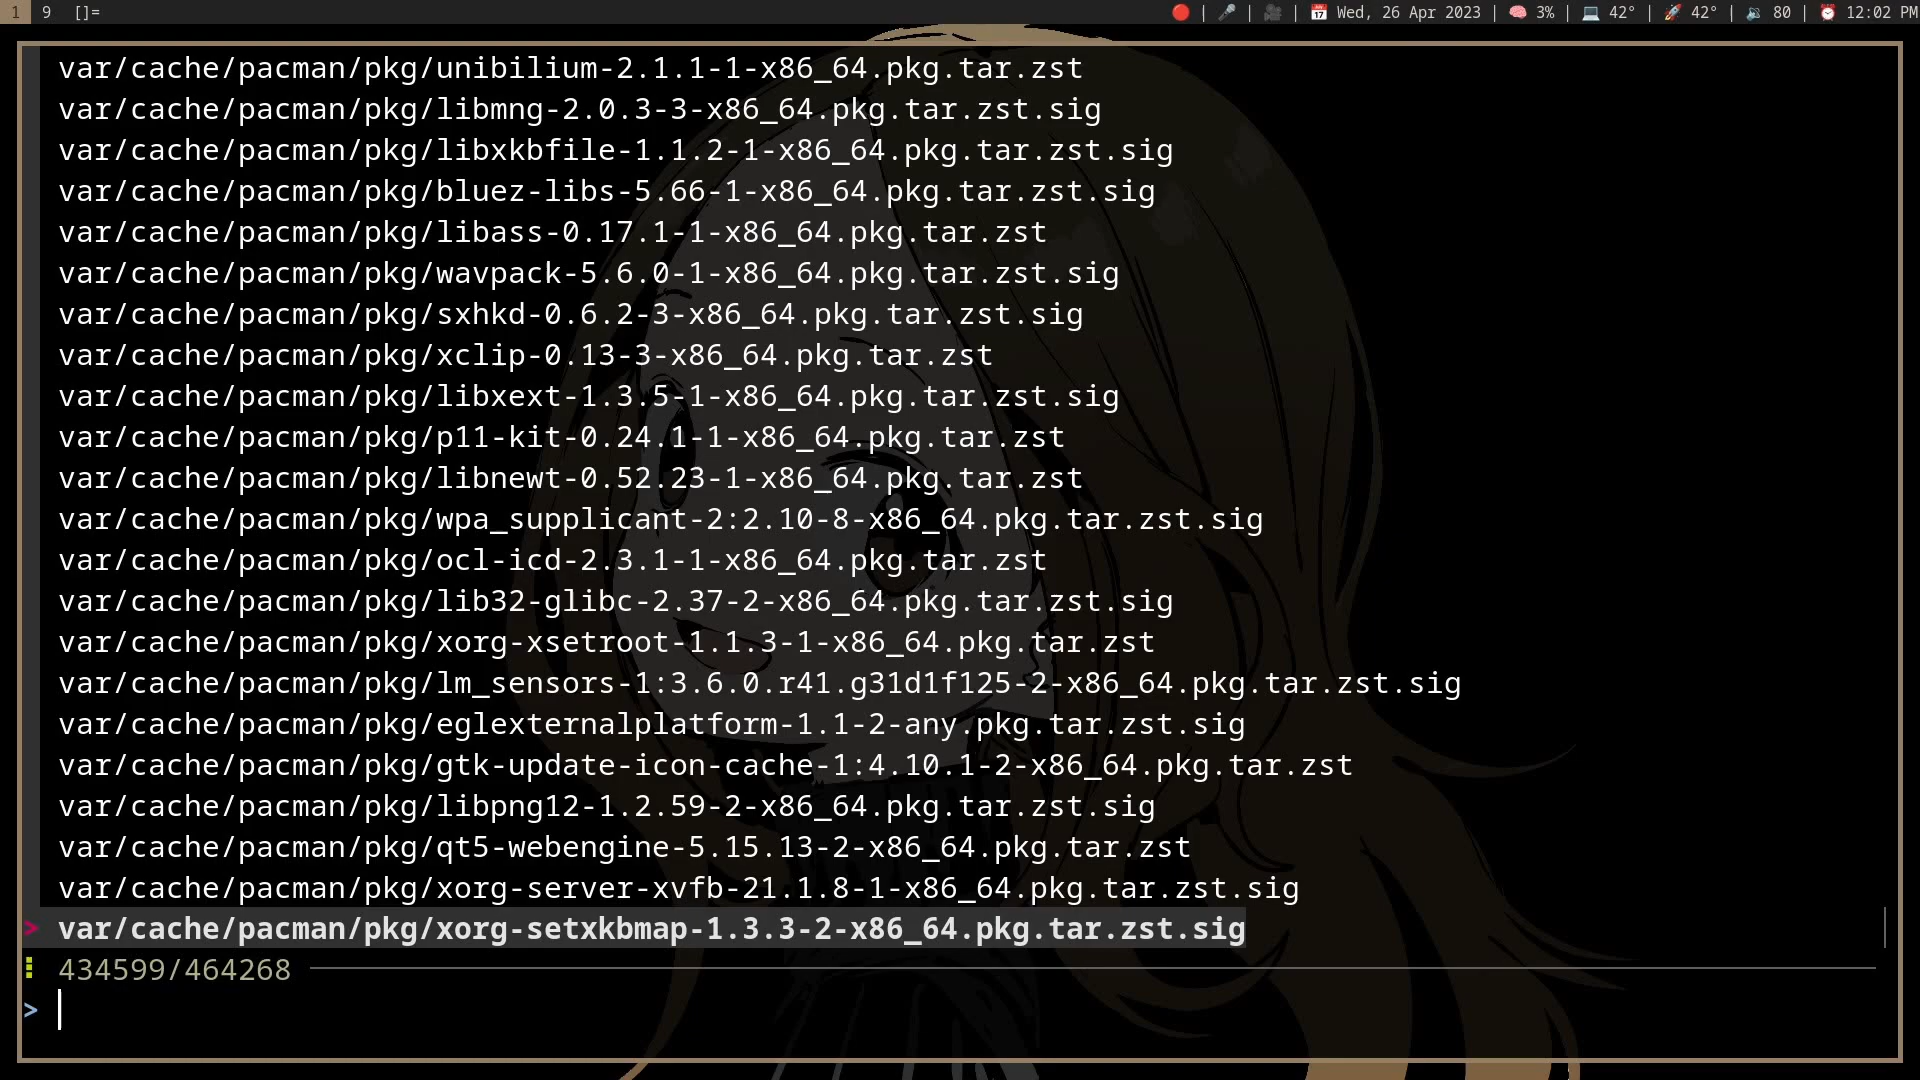 1 9 []= | | | Wed, 26 Apr 2023 | 3% | 42° | 42° | 80 | 12:02 PM
var/cache/pacman/pkg/unibilium-2.1.1-1-x86_64.pkg.tar.zst
var/cache/pacman/pkg/libmng-2.0.3-3-x86_64.pkg.tar.zst.sig
var/cache/pacman/pkg/libxkbfile-1.1.2-1-x86_64.pkg.tar.zst.sig
var/cache/pacman/pkg/bluez-libs-5.66-1-x86_64.pkg.tar.zst.sig
var/cache/pacman/pkg/libass-0.17.1-1-x86_64.pkg.tar.zst
var/cache/pacman/pkg/wavpack-5.6.0-1-x86_64.pkg.tar.zst.sig
var/cache/pacman/pkg/sxhkd-0.6.2-3-x86_64.pkg.tar.zst.sig
var/cache/pacman/pkg/xclip-0.13-3-x86_64.pkg.tar.zst
var/cache/pacman/pkg/libxext-1.3.5-1-x86_64.pkg.tar.zst.sig
var/cache/pacman/pkg/p11-kit-0.24.1-1-x86_64.pkg.tar.zst
var/cache/pacman/pkg/libnewt-0.52.23-1-x86_64.pkg.tar.zst
var/cache/pacman/pkg/wpa_supplicant-2:2.10-8-x86_64.pkg.tar.zst.sig
var/cache/pacman/pkg/ocl-icd-2.3.1-1-x86_64.pkg.tar.zst
var/cache/pacman/pkg/lib32-glibc-2.37-2-x86_64.pkg.tar.zst.sig
var/cache/pacman/pkg/xorg-xsetroot-1.1.3-1-x86_64.pkg.tar.zst
var/cache/pacman/pkg/lm_sensors-1:3.6.0.r41.g31d1f125-2-x86_64.pkg.tar.zst.sig
var/cache/pacman/pkg/eglexternalplatform-1.1-2-any.pkg.tar.zst.sig
var/cache/pacman/pkg/gtk-update-icon-cache-1:4.10.1-2-x86_64.pkg.tar.zst
var/cache/pacman/pkg/libpng12-1.2.59-2-x86_64.pkg.tar.zst.sig
var/cache/pacman/pkg/qt5-webengine-5.15.13-2-x86_64.pkg.tar.zst
var/cache/pacman/pkg/xorg-server-xvfb-21.1.8-1-x86_64.pkg.tar.zst.sig
> var/cache/pacman/pkg/xorg-setxkbmap-1.3.3-2-x86_64.pkg.tar.zst.sig
434599/464268
>